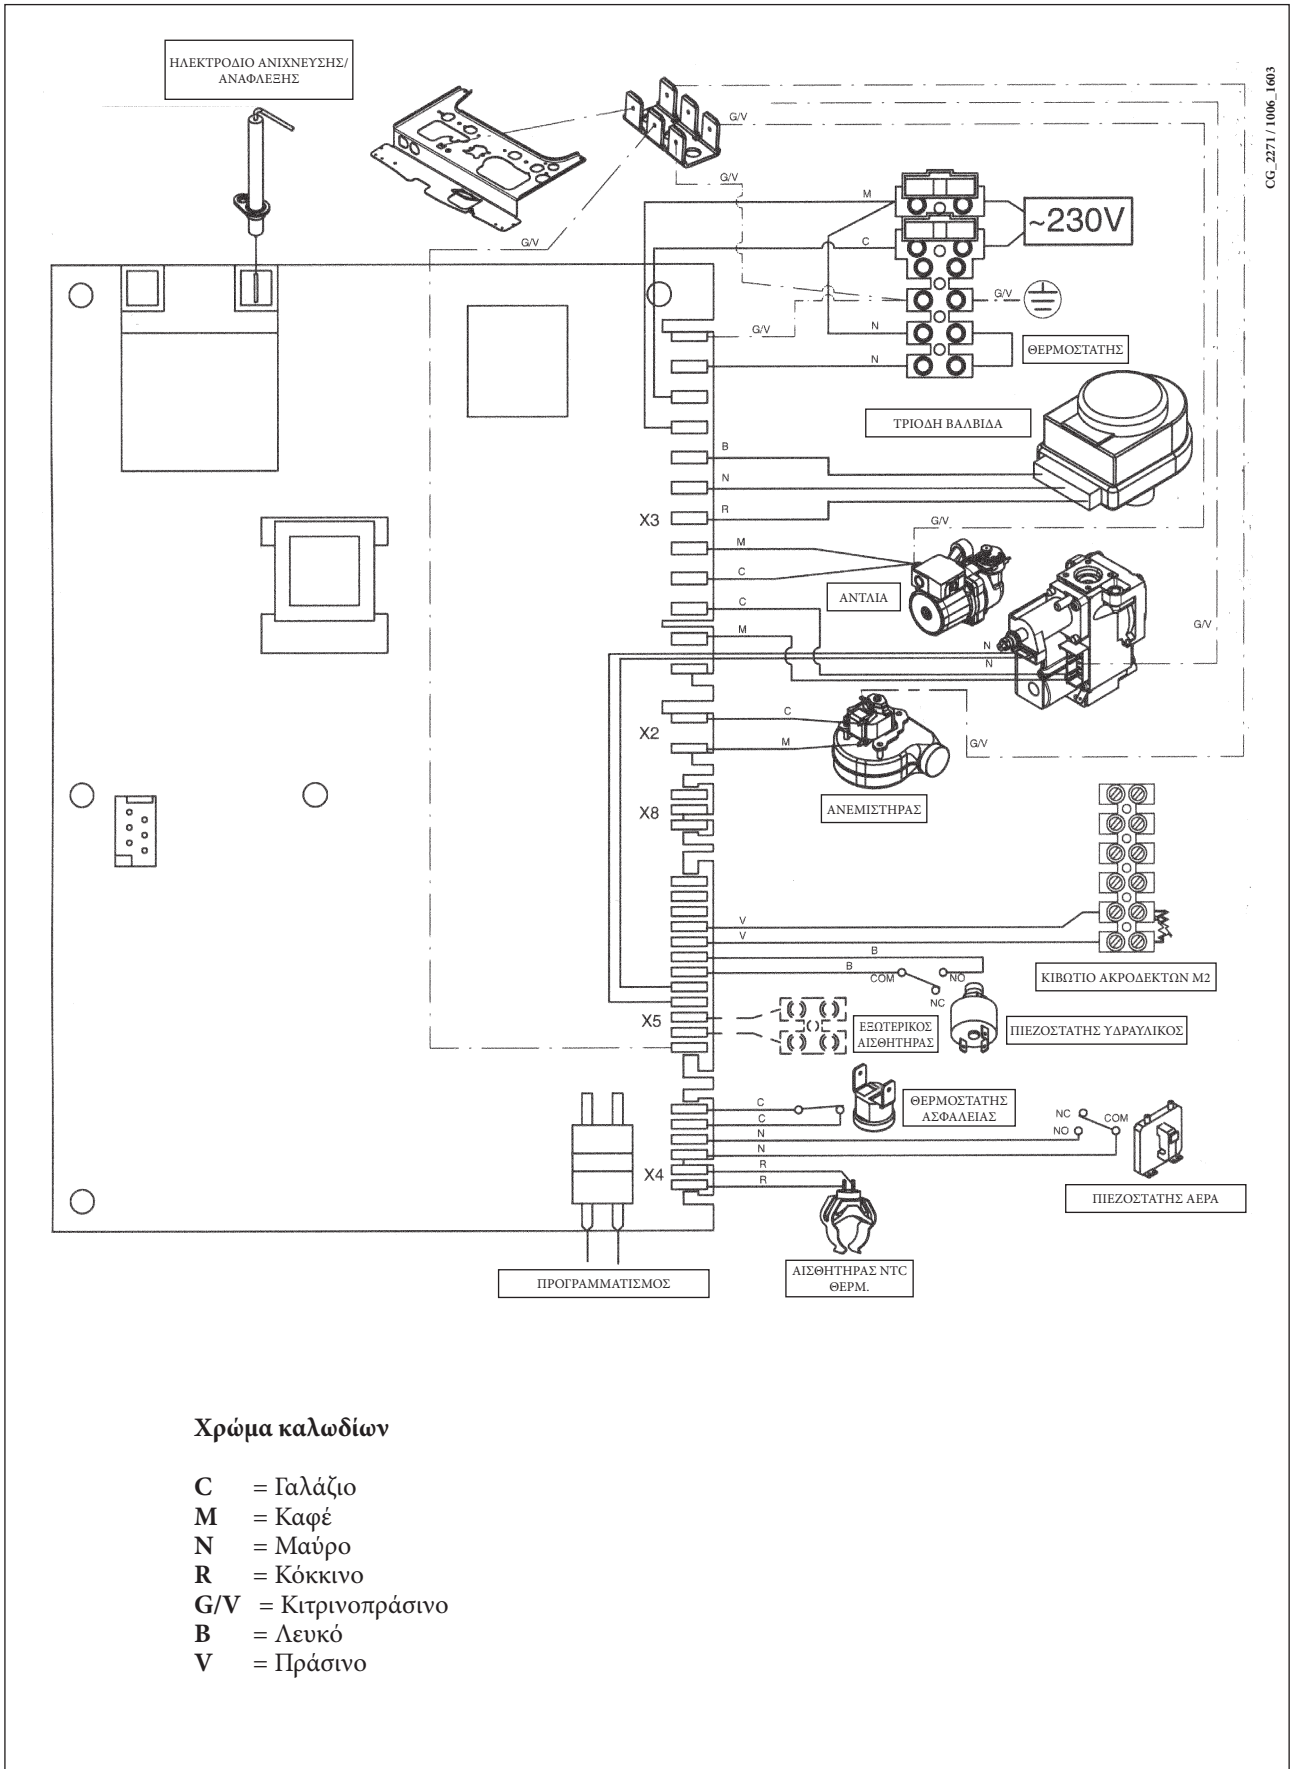 ΗΛΕΚΤΡΟΔΙΟ ΑΝΙΧΝΕΥΣΗΣ/
ΑΝΑΦΛΕΞΗΣ
CG_2271 / 1006_1603
G/V
G/V
M
~230V
G/V
C
G/V
G/V
N
ΘΕΡΜΟΣΤΑΤΗΣ
N
ΤΡΙΟΔΗ ΒΑΛΒΙΔΑ
B
N
X3
R
G/V
M
C
ΑΝΤΛΙΑ
C
M
G/V
N
N
C
X2
M
G/V
ΑΝΕΜΙΣΤΗΡΑΣ
X8
V
V
B
B
COM
NO
NC
ΚΙΒΩΤΙΟ ΑΚΡΟΔΕΚΤΩΝ M2
X5
ΕΞΩΤΕΡΙΚΟΣ
ΑΙΣΘΗΤΗΡΑΣ
ΠΙΕΖΟΣΤΑΤΗΣ ΥΔΡΑΥΛΙΚΟΣ
C
C
ΘΕΡΜΟΣΤΑΤΗΣ
ΑΣΦΑΛΕΙΑΣ
NC
COM
NO
N
N
R
X4
R
ΠΙΕΖΟΣΤΑΤΗΣ ΑΕΡΑ
ΠΡΟΓΡΑΜΜΑΤΙΣΜΟΣ
ΑΙΣΘΗΤΗΡΑΣ NTC
ΘΕΡΜ.
Χρώμα καλωδίων
C = Γαλάζιο
M = Καφέ
N = Μαύρο
R = Κόκκινο
G/V = Κιτρινοπράσινο
B = Λευκό
V = Πράσινο